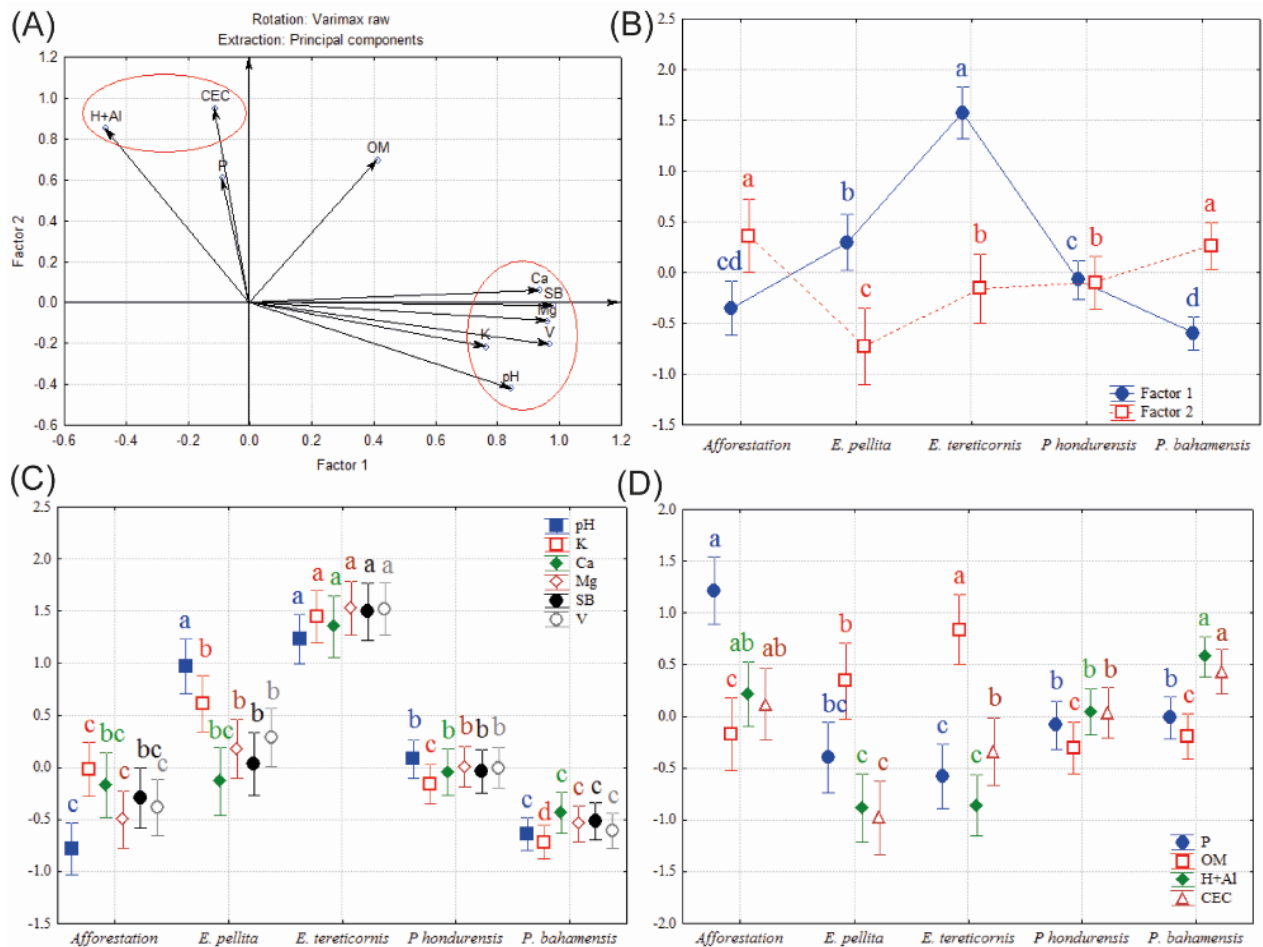 (A)
Rotation: Varimax raw
Extraction: Principal components
Factor 2
1.2
1.0
0.8
0.6
0.4
0.2
0.0
-0.2
-0.4
-0.6
H+Al
CEC
P
OM
Ca
SB
Mg
K
V
pH
-0.6 -0.4 -0.2 0.0 0.2 0.4 0.6 0.8 1.0 1.2
Factor 1
(B)
2.5
2.0
1.5
1.0
0.5
0.0
-0.5
-1.0
-1.5
cd a
b c
a b
c b
d a
Factor 1
Factor 2
Afforestation E. pellita E. tereticornis P hondurensis P. bahamensis
(C)
2.5
2.0
1.5
1.0
0.5
0.0
-0.5
-1.0
-1.5
c c bc c bc c
a b bc b b b
a a a a a a
b c b b b b
c d c c c c
pH
K
Ca
Mg
SB
V
Afforestation E. pellita E. tereticornis P hondurensis P. bahamensis
(D)
2.0
1.5
1.0
0.5
0.0
-0.5
-1.0
-1.5
-2.0
a c ab ab
bc b c c
c a c b
b c b b
b c a a
P
OM
H+Al
CEC
Afforestation E. pellita E. tereticornis P hondurensis P. bahamensis